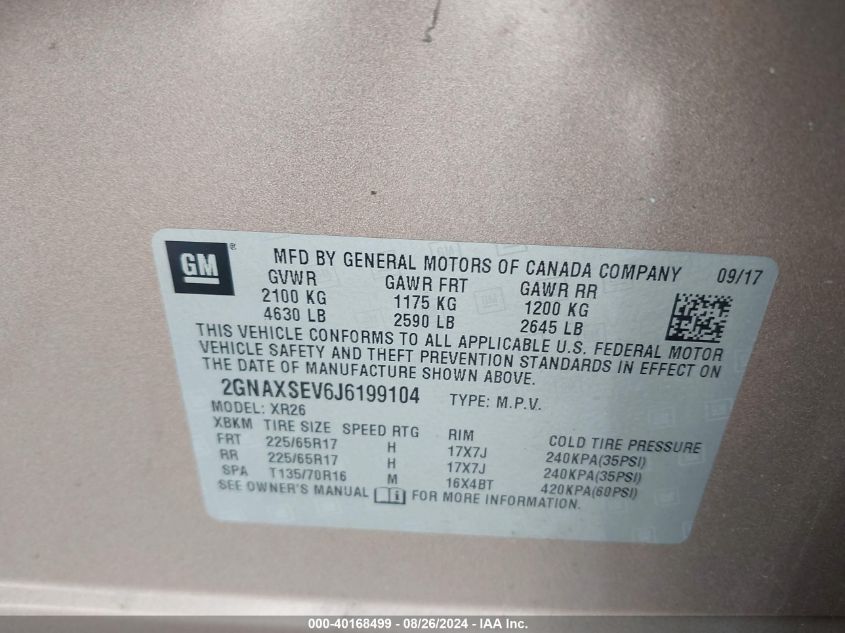 GM ®
MFD BY GENERAL MOTORS OF CANADA COMPANY 09/17
GVWR GAWR FRT GAWR RR
2100 KG 1175 KG 1200 KG
4630 LB 2590 LB 2645 LB
THIS VEHICLE CONFORMS TO ALL APPLICABLE U.S. FEDERAL MOTOR
VEHICLE SAFETY AND THEFT PREVENTION STANDARDS IN EFFECT ON
THE DATE OF MANUFACTURE SHOWN ABOVE.
2GNAXSEV6J6199104 TYPE: M.P.V.
MODEL: XR26
XBKM TIRE SIZE SPEED RTG RIM COLD TIRE PRESSURE
FRT 225/65R17 H 17X7J 240KPA(35PSI)
RR 225/65R17 H 17X7J 240KPA(35PSI)
SPA T135/70R16 M 16X4BT 420KPA(60PSI)
SEE OWNER'S MANUAL i FOR MORE INFORMATION.
000-40168499 - 08/26/2024 - IAA Inc.